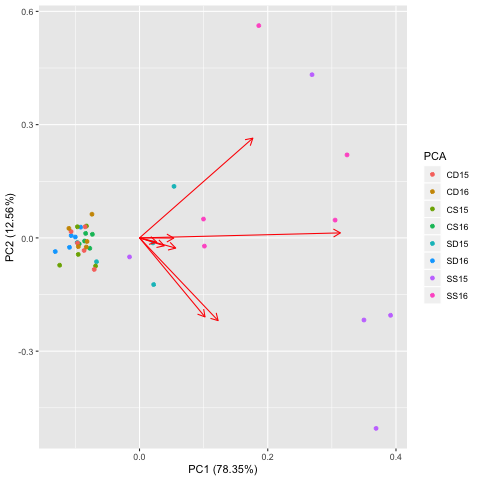 0.6
0.3
0.0
-0.3
PC2 (12.56%)
0.0
0.2
0.4
PC1 (78.35%)
PCA
CD15
CD16
CS15
CS16
SD15
SD16
SS15
SS16